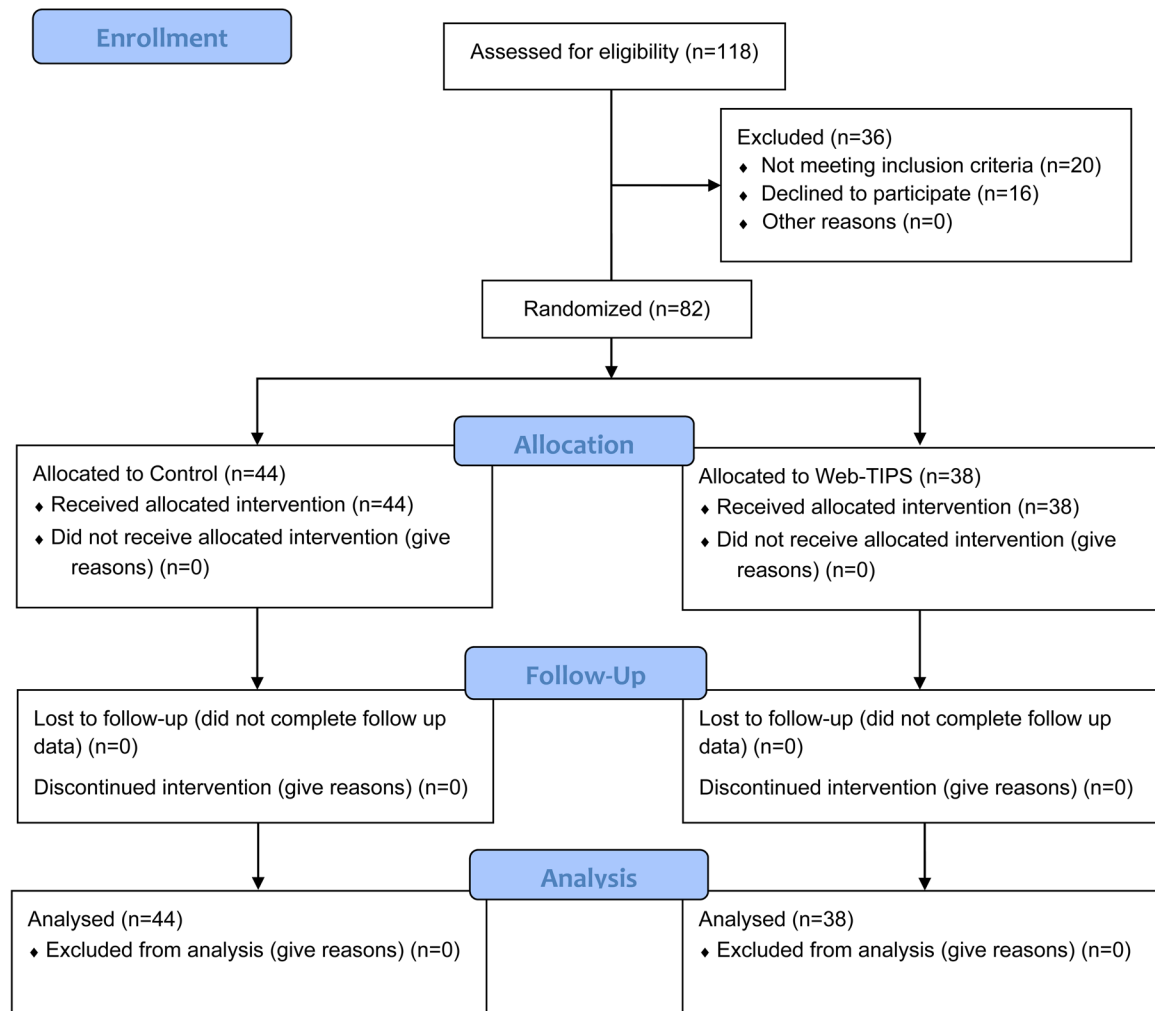 Enrollment
Assessed for eligibility (n=118)
Excluded (n=36)
♦ Not meeting inclusion criteria (n=20)
♦ Declined to participate (n=16)
♦ Other reasons (n=0)
Randomized (n=82)
Allocation
Allocated to Control (n=44)
♦ Received allocated intervention (n=44)
♦ Did not receive allocated intervention (give
reasons) (n=0)
Allocated to Web-TIPS (n=38)
♦ Received allocated intervention (n=38)
♦ Did not receive allocated intervention (give
reasons) (n=0)
Follow-Up
Lost to follow-up (did not complete follow up
data) (n=0)
Discontinued intervention (give reasons) (n=0)
Lost to follow-up (did not complete follow up
data) (n=0)
Discontinued intervention (give reasons) (n=0)
Analysis
Analysed (n=44)
♦ Excluded from analysis (give reasons) (n=0)
Analysed (n=38)
♦ Excluded from analysis (give reasons) (n=0)